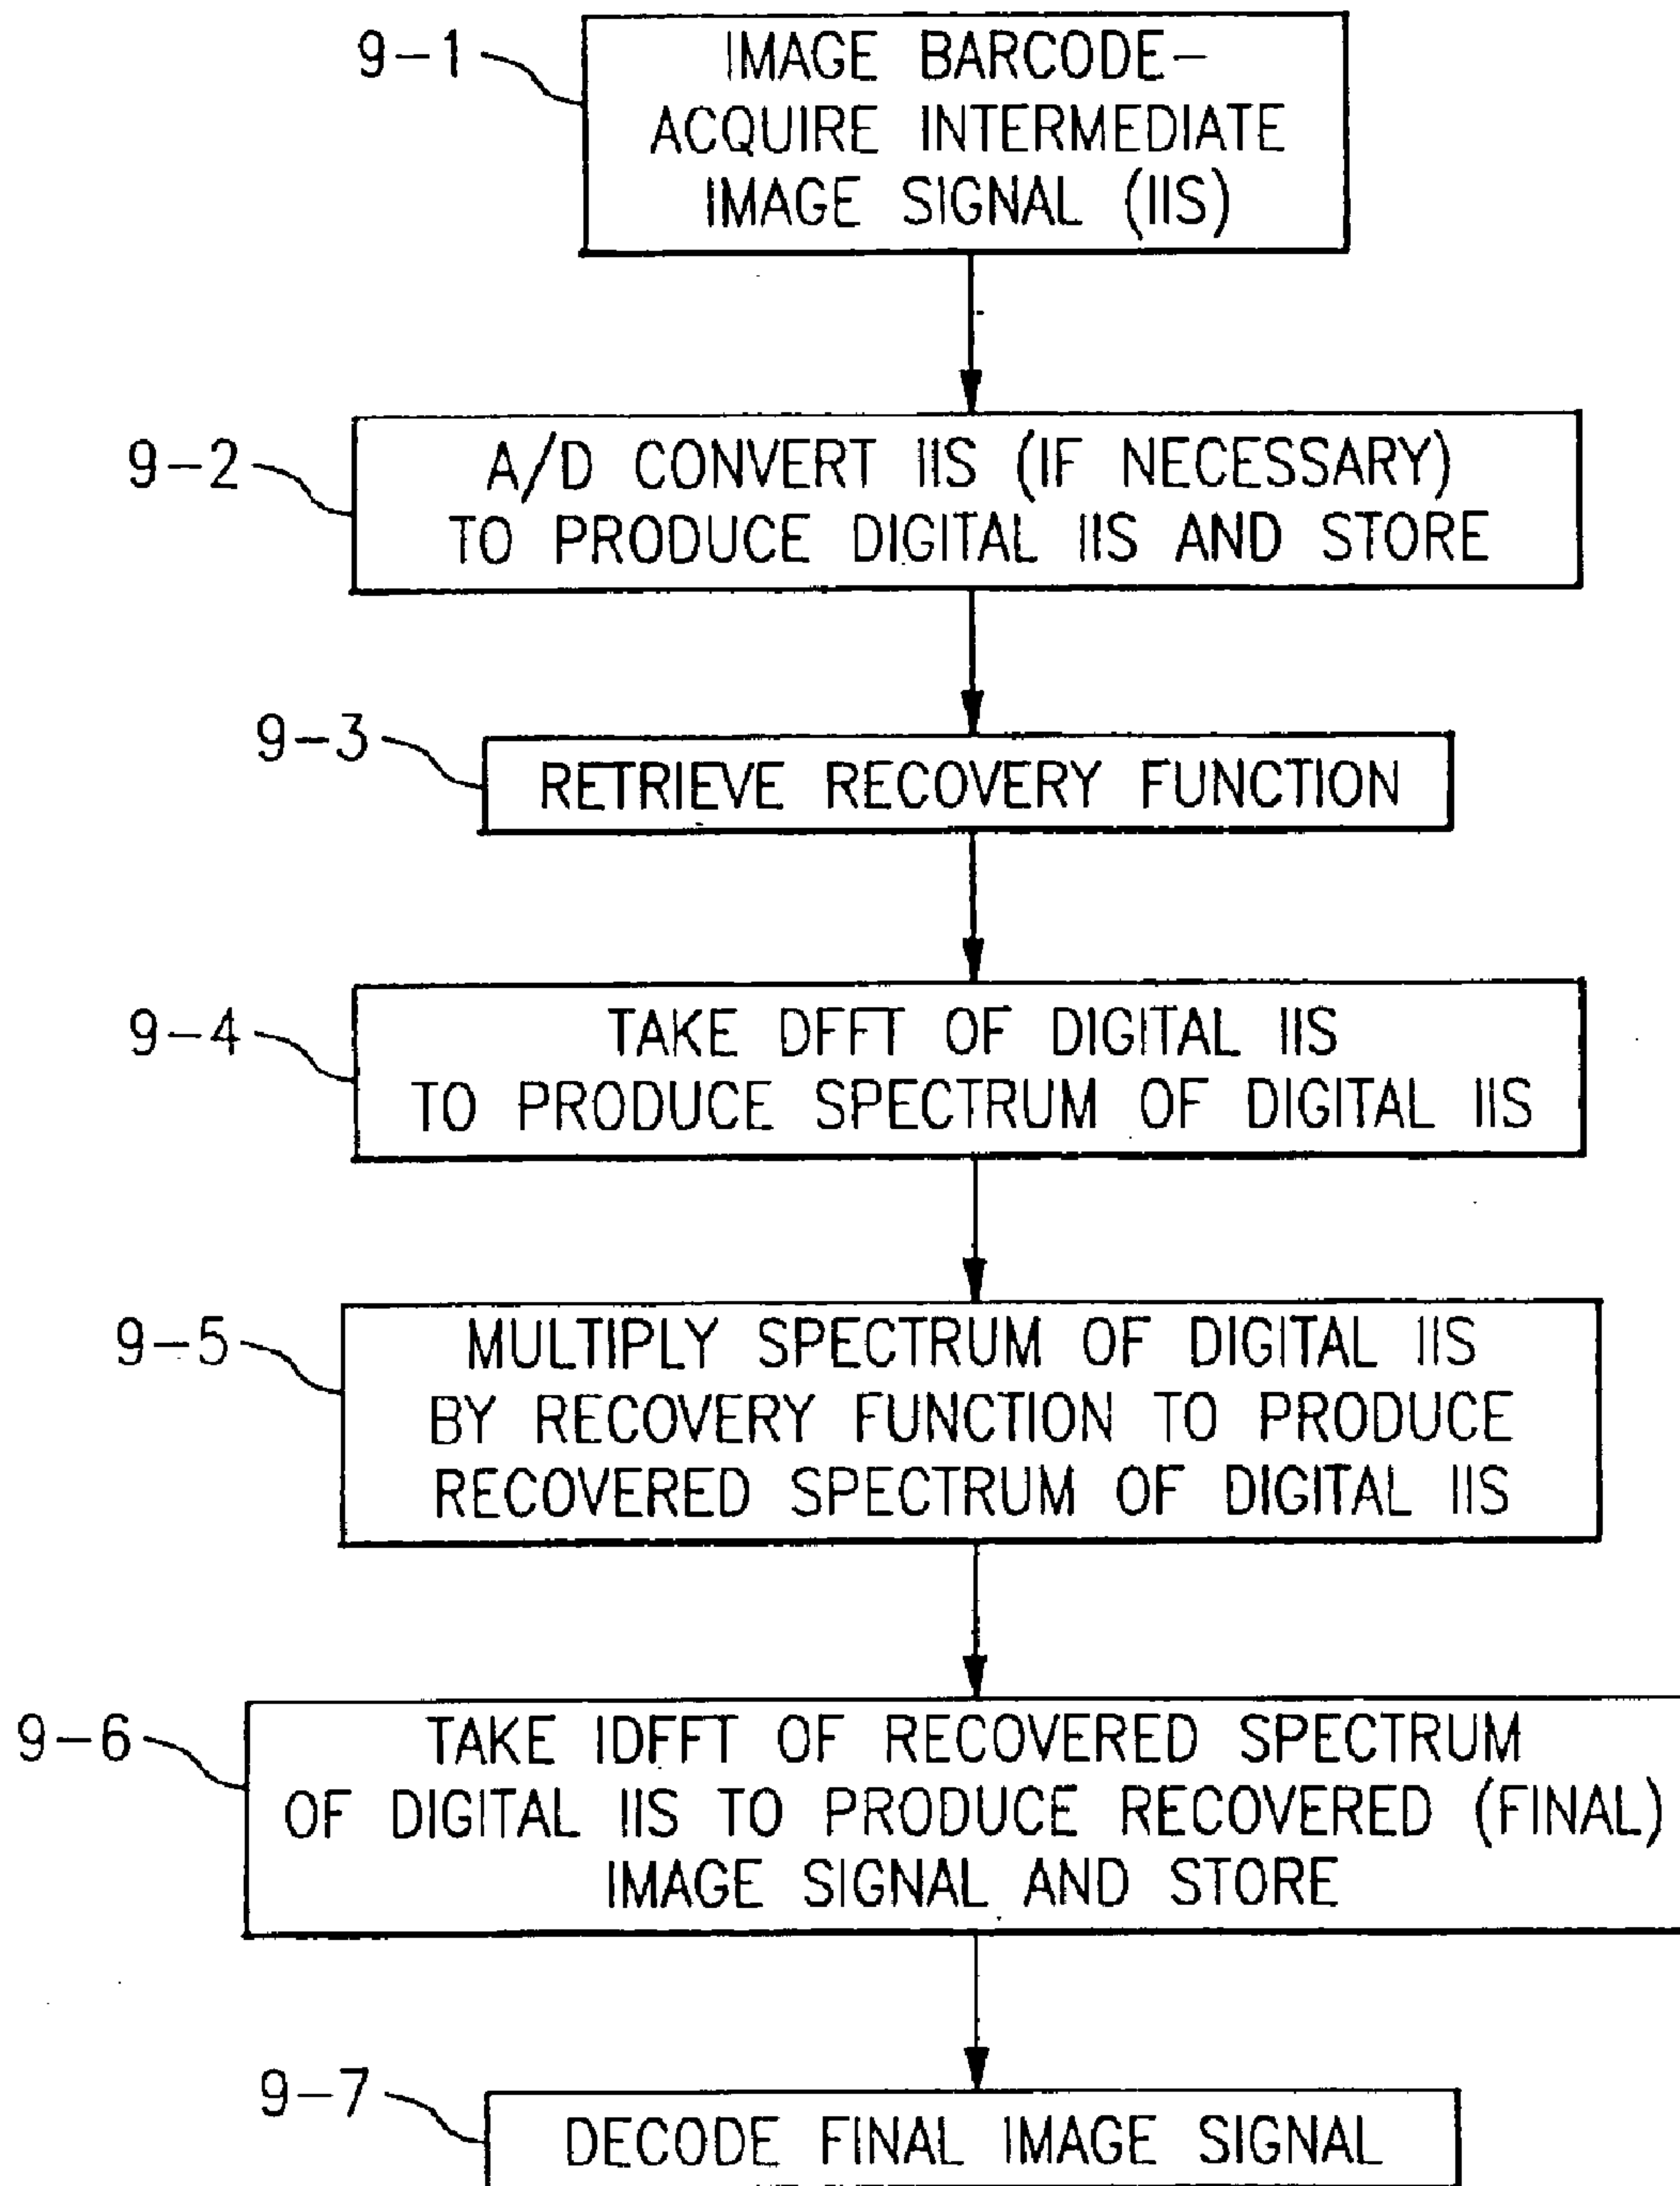 9-1
IMAGE BARCODE-
ACQUIRE INTERMEDIATE
IMAGE SIGNAL (IIS)
9-2
A/D CONVERT IIS (IF NECESSARY)
TO PRODUCE DIGITAL IIS AND STORE
9-3
RETRIEVE RECOVERY FUNCTION
9-4
TAKE DFFT OF DIGITAL IIS
TO PRODUCE SPECTRUM OF DIGITAL IIS
9-5
MULTIPLY SPECTRUM OF DIGITAL IIS
BY RECOVERY FUNCTION TO PRODUCE
RECOVERED SPECTRUM OF DIGITAL IIS
9-6
TAKE IDFFT OF RECOVERED SPECTRUM
OF DIGITAL IIS TO PRODUCE RECOVERED (FINAL)
IMAGE SIGNAL AND STORE
9-7
DECODE FINAL IMAGE SIGNAL